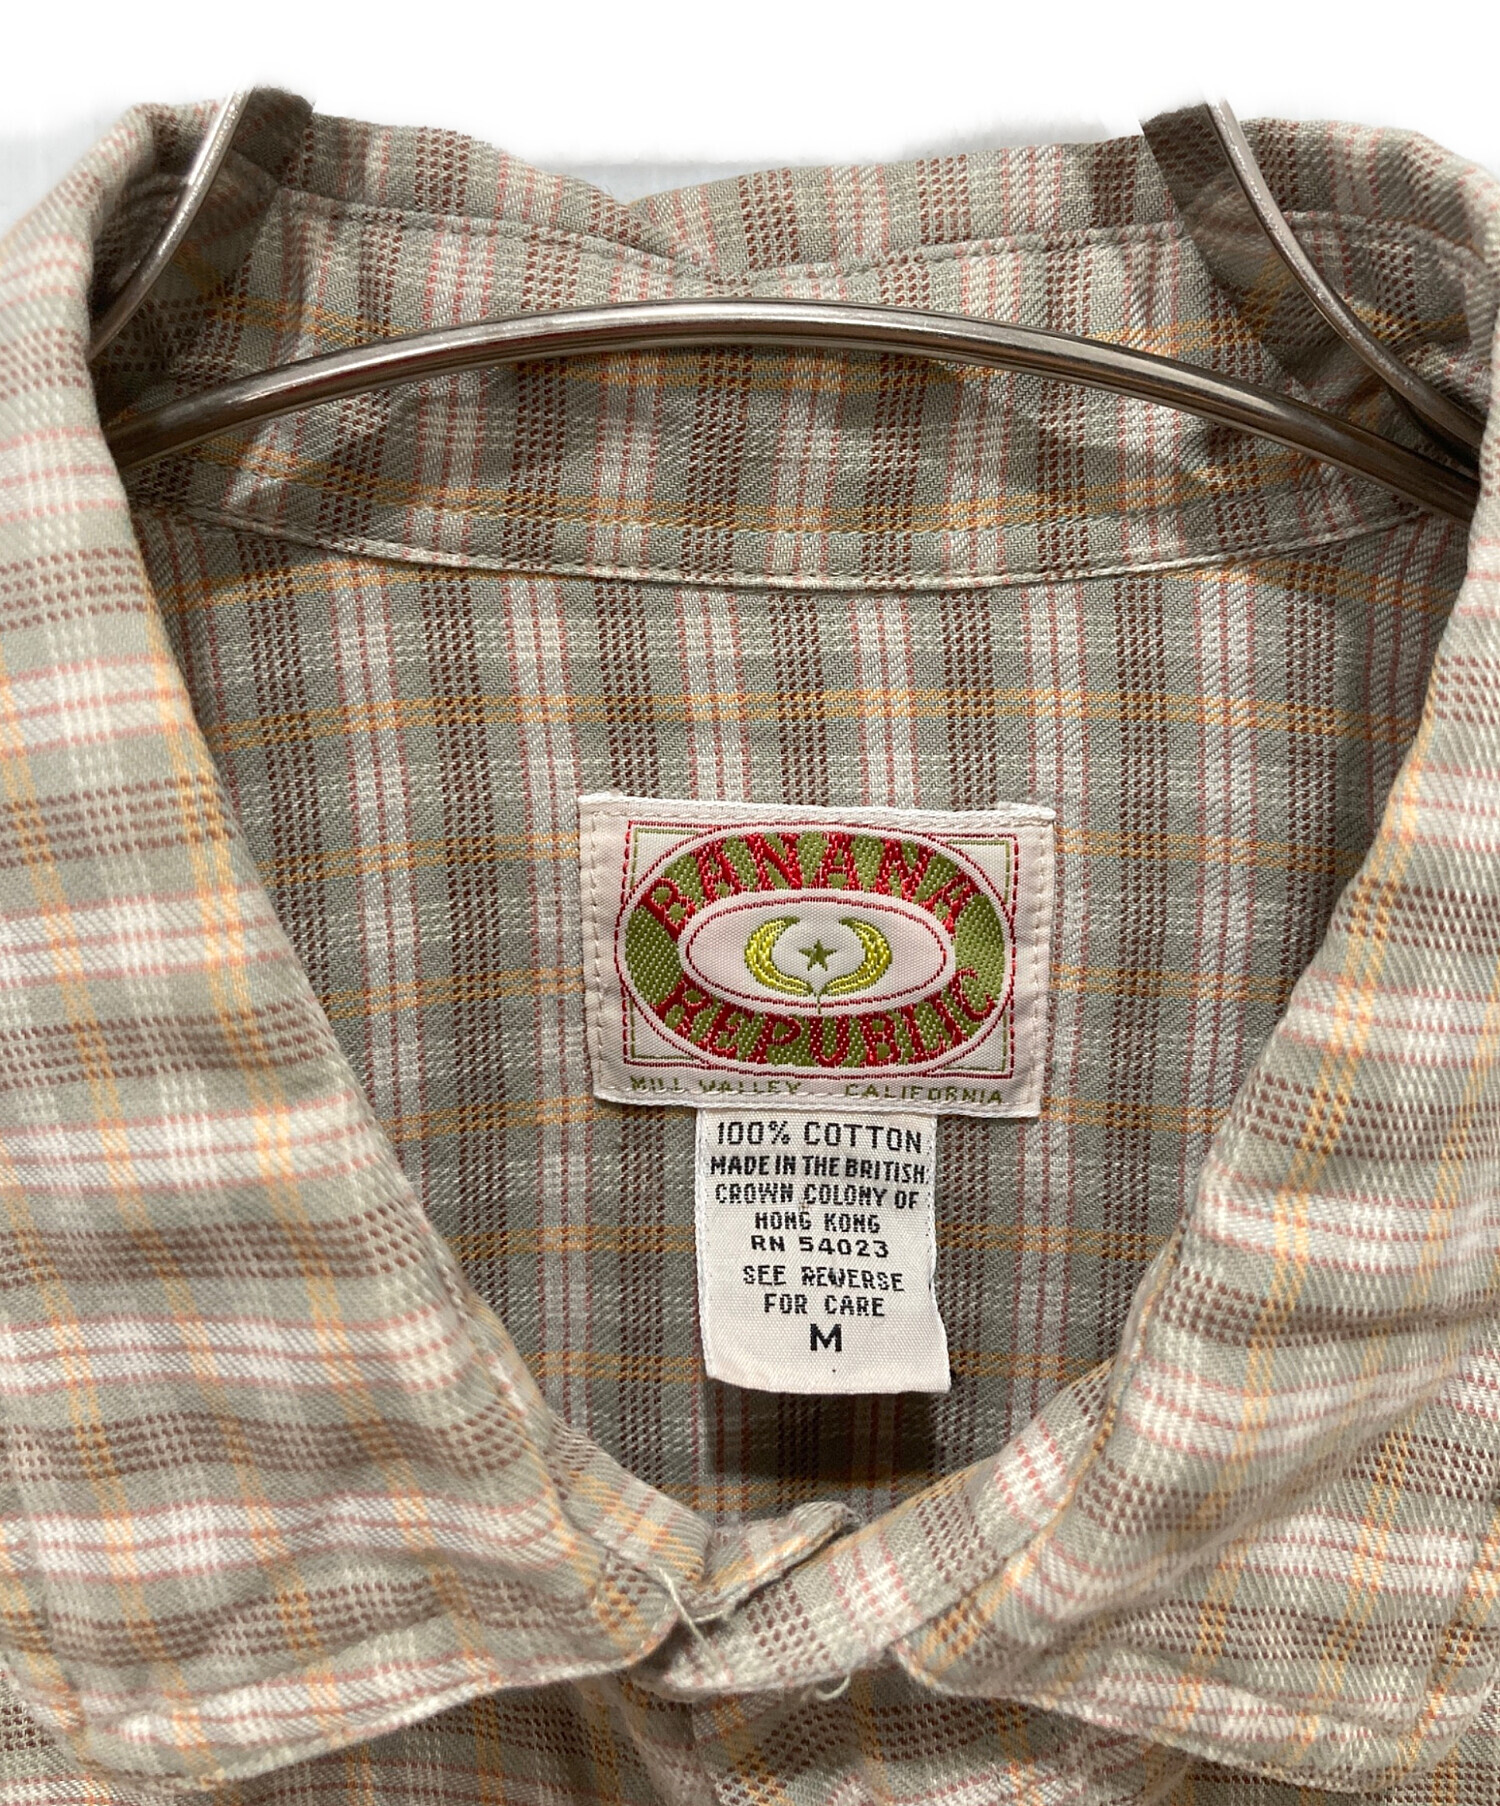 BANANA
REPUBLIC
MILL VALLEY CALIFORNIA
100% COTTON
MADE IN THE BRITISH
CROWN COLONY OF
HONG KONG
RN 54023
SEE REVERSE
FOR CARE
M